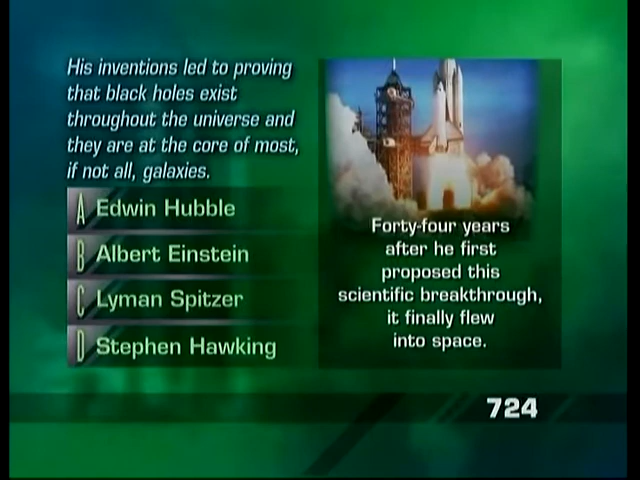 His inventions led to proving
that black holes exist
throughout the universe and
they are at the core of most,
if not all, galaxies.
A Edwin Hubble
B Albert Einstein
C Lyman Spitzer
D Stephen Hawking
Forty-four years
after he first
proposed this
scientific breakthrough,
it finally flew
into space.
724